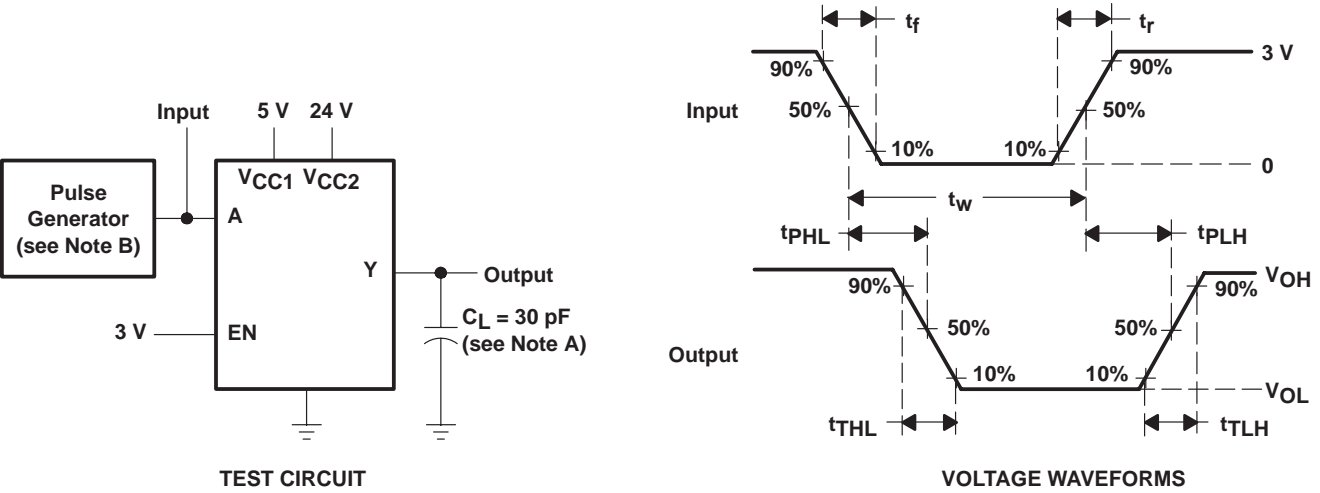 Input
5 V 24 V
VCC1 VCC2
Pulse
Generator
(see Note B)
A
Y
Output
3 V
EN
CL = 30 pF
(see Note A)
TEST CIRCUIT
tf
tr
3 V
90%
90%
Input
50%
50%
10%
10%
0
tw
tPHL
tPLH
VOH
90%
90%
50%
50%
Output
10%
10%
VOL
tTHL
tTLH
VOLTAGE WAVEFORMS